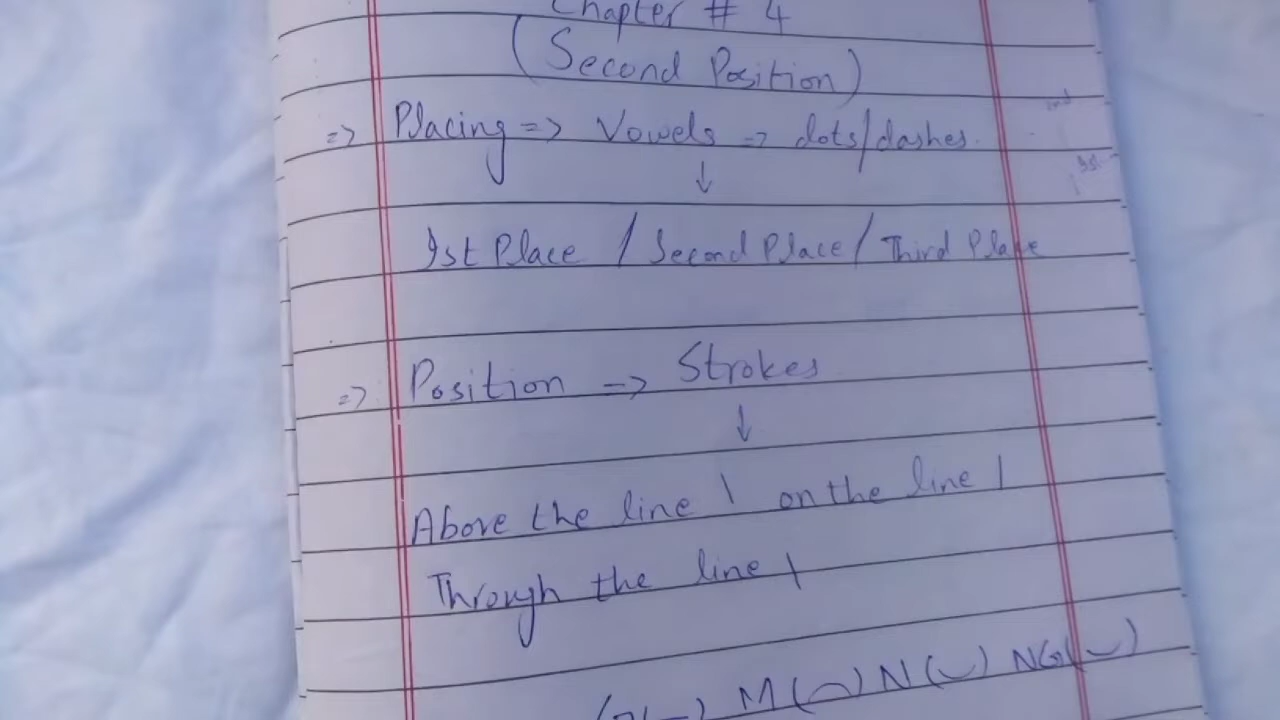 Chapter # 4
(Second Position)
=> Placing => Vowels => dots/dashes.
↓
1st Place / Second Place / Third Place
=> Position => Strokes
↓
Above the line \ on the line |
Through the line \
M (⌒) N (⌣) NG (⌣)